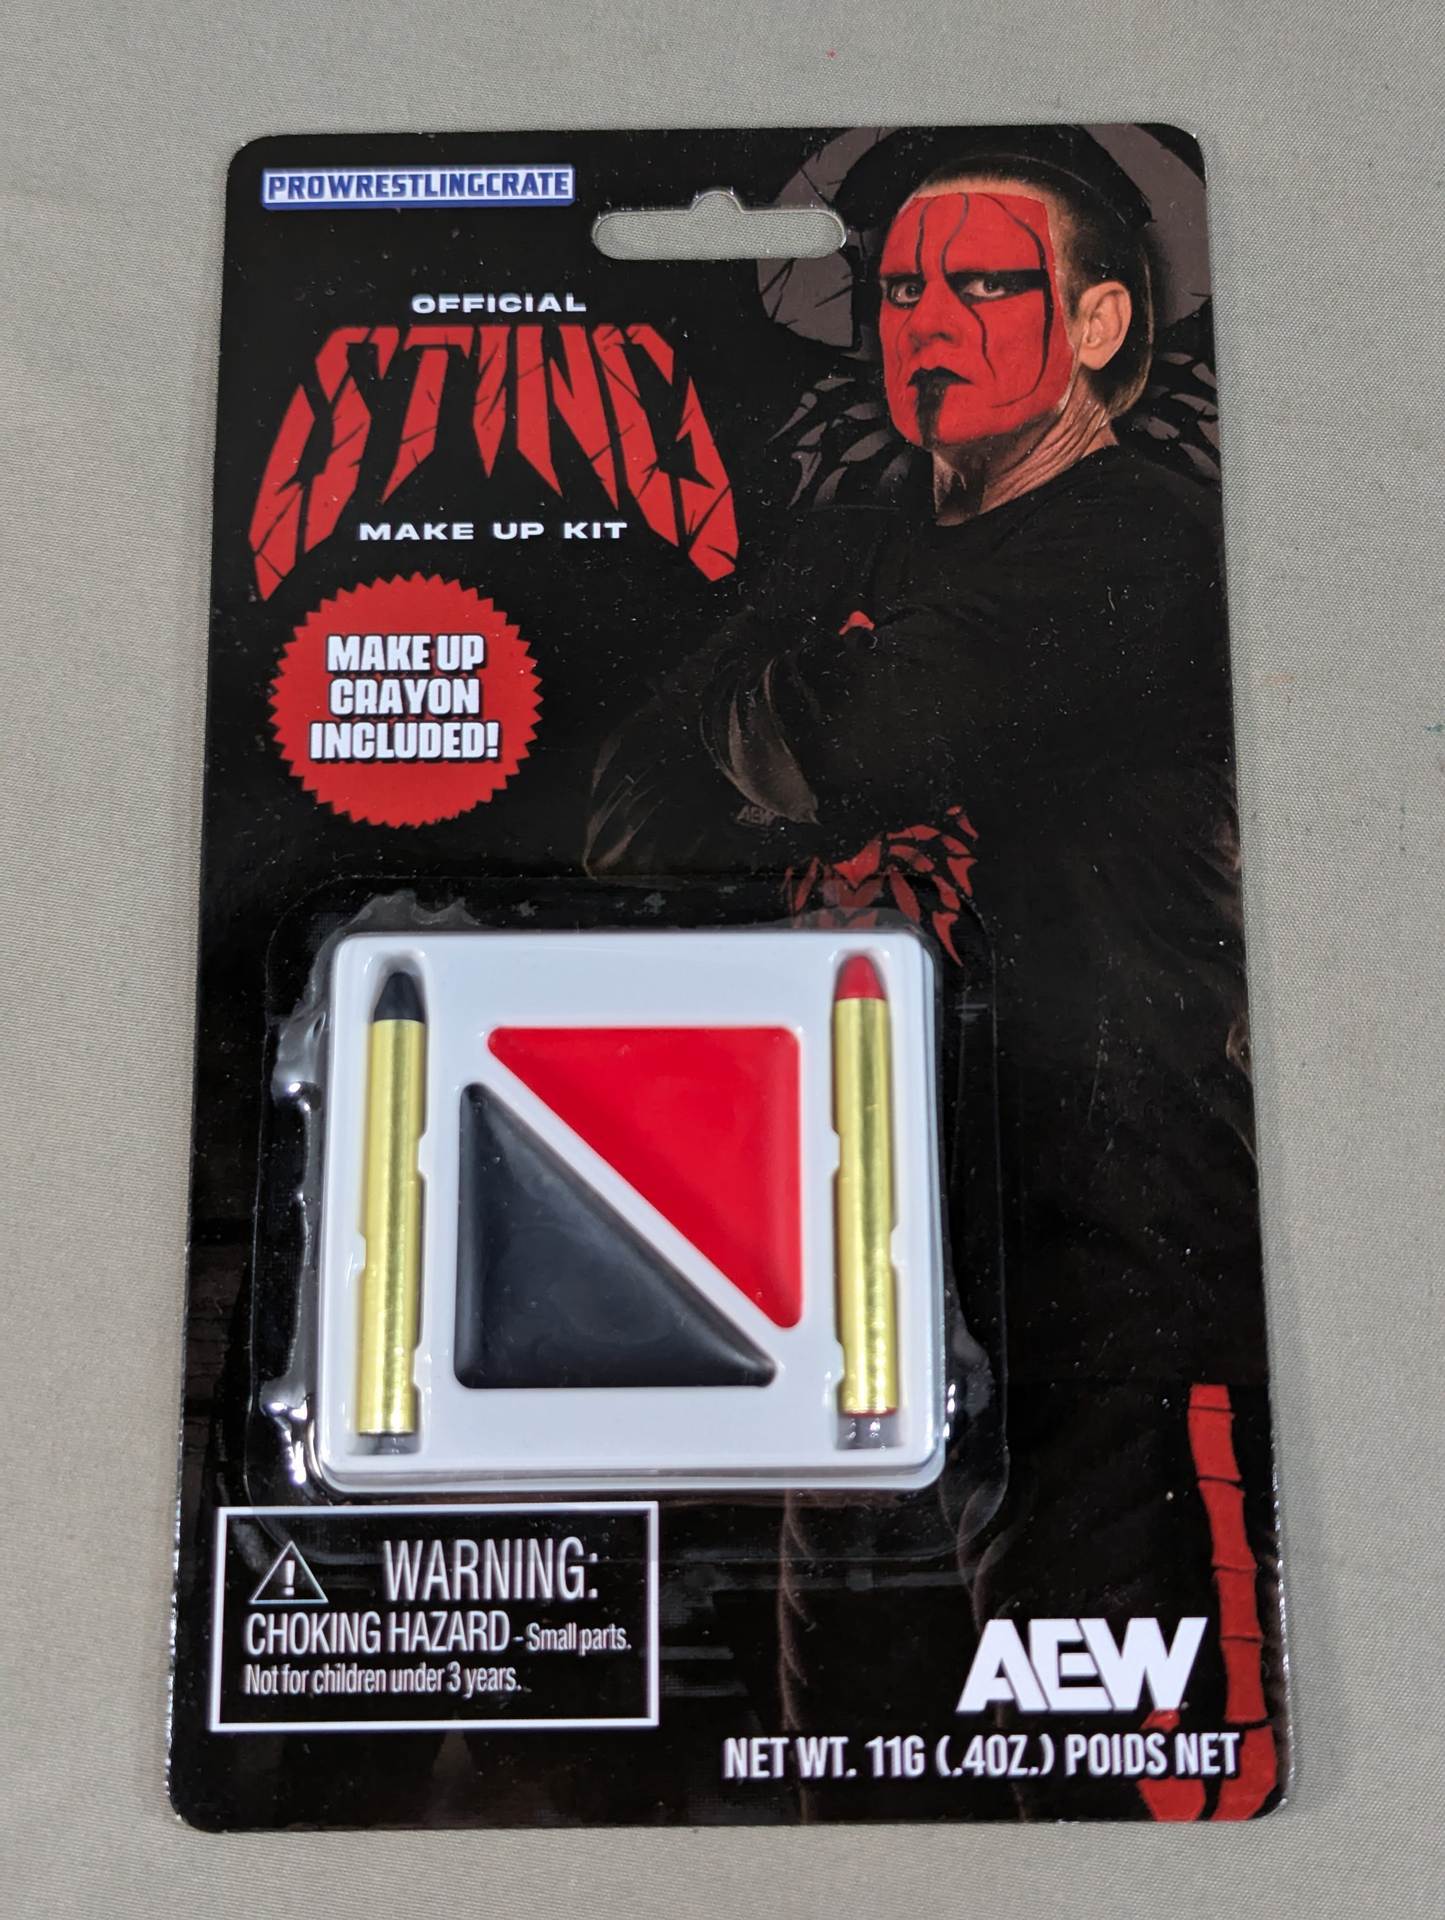 PROWRESTLINGCRATE
OFFICIAL
STING
MAKE UP KIT
MAKE UP
CRAYON
INCLUDED!
AEW
! WARNING:
CHOKING HAZARD - Small parts.
Not for children under 3 years.
AEW
NET WT. 11G (.4OZ.) POIDS NET